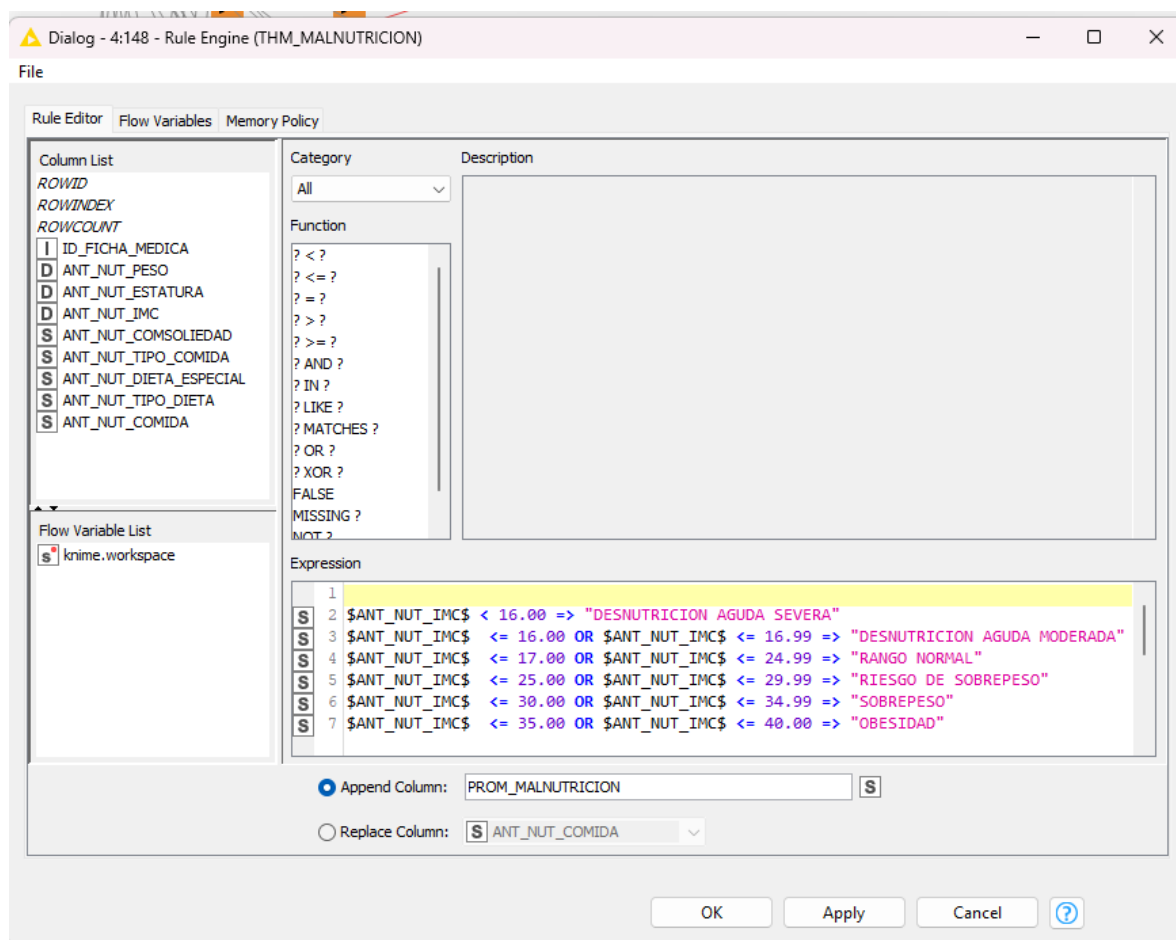 Dialog - 4:148 - Rule Engine (THM_MALNUTRICION)
File
Rule Editor
Flow Variables
Memory Policy
Column List
ROWID
ROWINDEX
ROWCOUNT
I ID_FICHA_MEDICA
D ANT_NUT_PESO
D ANT_NUT_ESTATURA
D ANT_NUT_IMC
S ANT_NUT_COMSOLIEDAD
S ANT_NUT_TIPO_COMIDA
S ANT_NUT_DIETA_ESPECIAL
S ANT_NUT_TIPO_DIETA
S ANT_NUT_COMIDA
Flow Variable List
s knime.workspace
Category
All
Function
? < ?
? <= ?
? = ?
? > ?
? >= ?
? AND ?
? IN ?
? LIKE ?
? MATCHES ?
? OR ?
? XOR ?
FALSE
MISSING ?
NOT ?
Description
Expression
1
S 2 $ANT_NUT_IMC$ < 16.00 => "DESNUTRICION AGUDA SEVERA"
S 3 $ANT_NUT_IMC$ <= 16.00 OR $ANT_NUT_IMC$ <= 16.99 => "DESNUTRICION AGUDA MODERADA"
S 4 $ANT_NUT_IMC$ <= 17.00 OR $ANT_NUT_IMC$ <= 24.99 => "RANGO NORMAL"
S 5 $ANT_NUT_IMC$ <= 25.00 OR $ANT_NUT_IMC$ <= 29.99 => "RIESGO DE SOBREPESO"
S 6 $ANT_NUT_IMC$ <= 30.00 OR $ANT_NUT_IMC$ <= 34.99 => "SOBREPESO"
S 7 $ANT_NUT_IMC$ <= 35.00 OR $ANT_NUT_IMC$ <= 40.00 => "OBESIDAD"
Append Column: PROM_MALNUTRICION S
Replace Column: S ANT_NUT_COMIDA
OK
Apply
Cancel
?